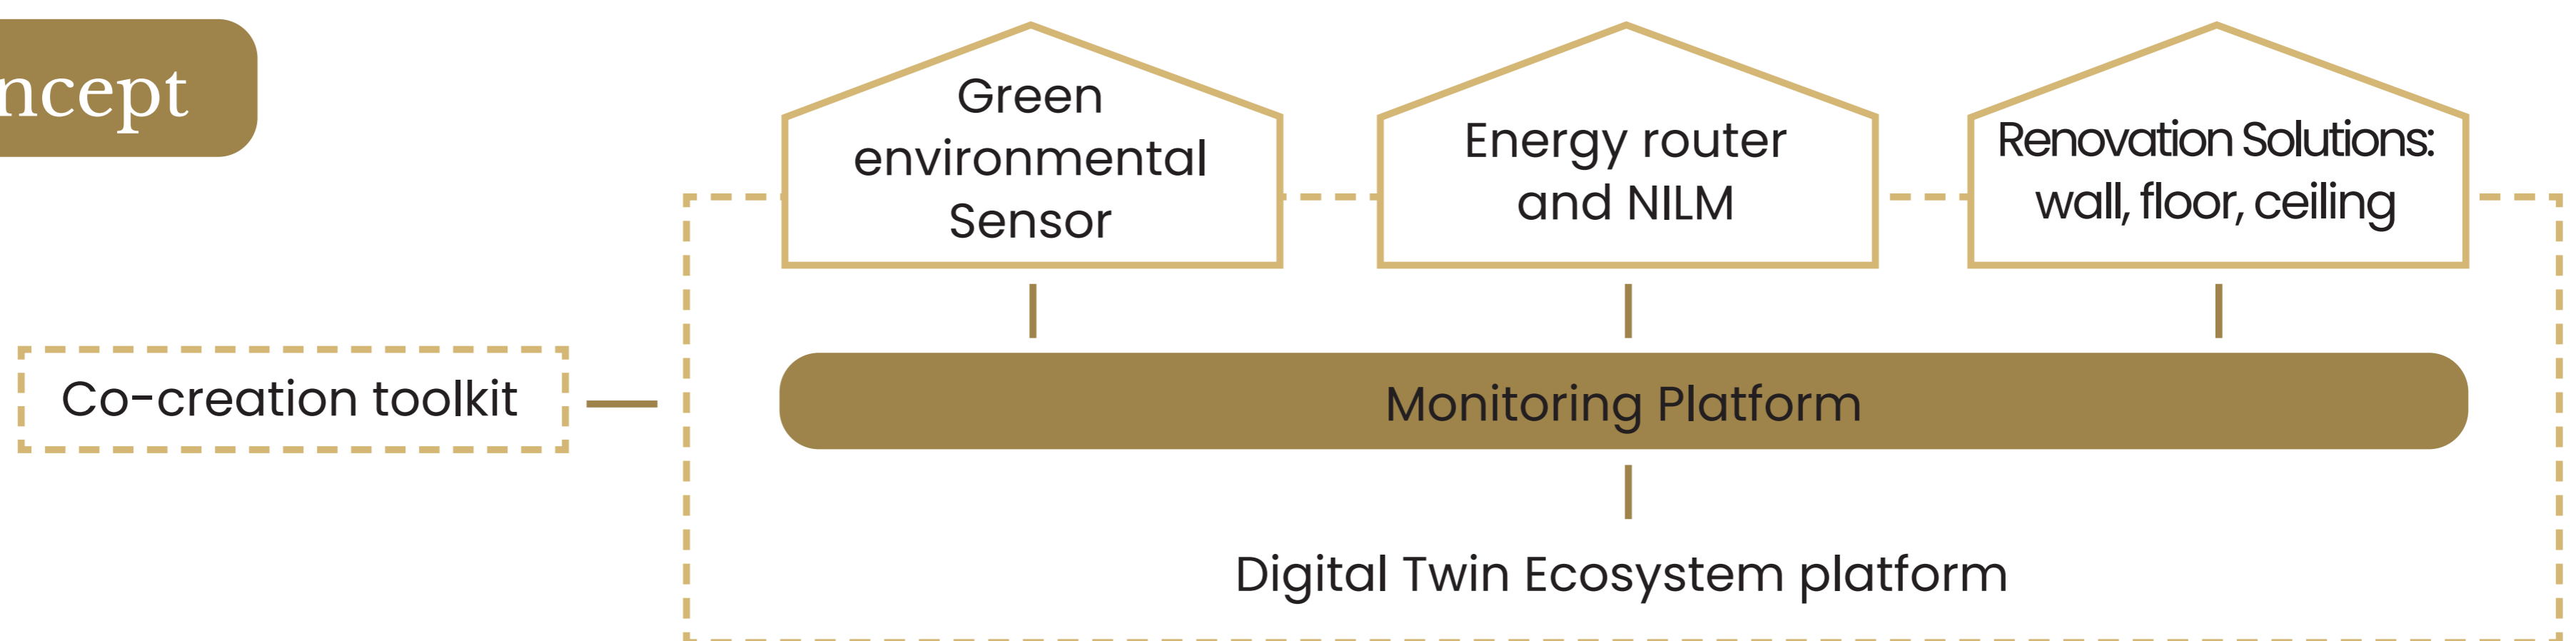 ncept
Green
environmental
Sensor
Energy router
and NILM
Renovation Solutions:
wall, floor, ceiling
Co-creation toolkit
Monitoring Platform
Digital Twin Ecosystem platform